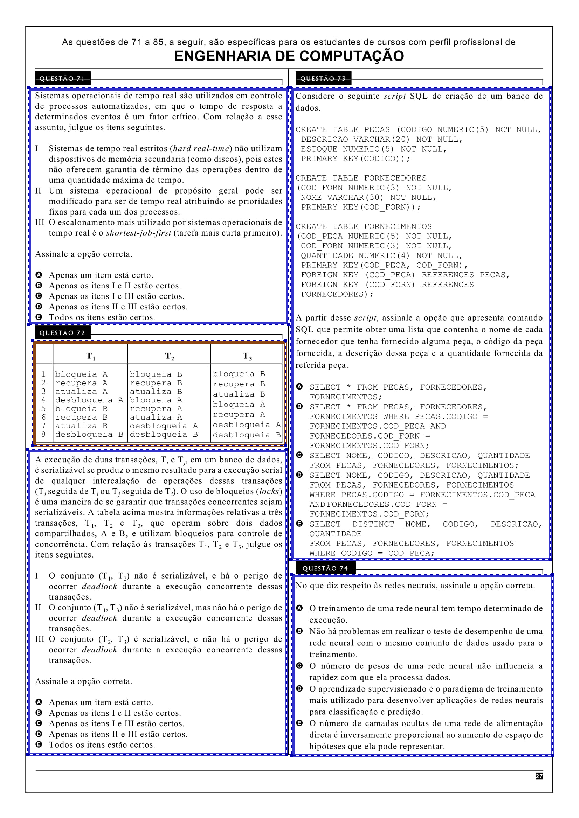 As questões de 71 a 85, a seguir, são específicas para os estudantes de cursos com perfil profissional de
ENGENHARIA DE COMPUTAÇÃO
QUESTÃO 71
Sistemas operacionais de tempo real são utilizados em controle
de processos automatizados, em que o tempo de resposta a
determinados eventos é um fator crítico. Com relação a esse
assunto, julgue os itens seguintes.
I Sistemas de tempo real estritos (hard real-time) não utilizam
dispositivos de memória secundária (como discos), pois estes
não oferecem garantia de término das operações dentro de
uma quantidade máxima de tempo.
II Um sistema operacional de propósito geral pode ser
modificado para ser de tempo real atribuindo-se prioridades
fixas para cada um dos processos.
III O escalonamento mais utilizado por sistemas operacionais de
tempo real é o shortest-job-first (tarefa mais curta primeiro).
Assinale a opção correta.
A Apenas um item está certo.
B Apenas os itens I e II estão certos.
C Apenas os itens I e III estão certos.
D Apenas os itens II e III estão certos.
E Todos os itens estão certos.
QUESTÃO 72
T1 T2 T3
1 bloqueia A bloqueia B bloqueia B
2 recupera A recupera B recupera B
3 atualiza A atualiza B atualiza B
4 desbloqueia A bloqueia A bloqueia A
5 bloqueia B recupera A recupera A
6 recupera B atualiza A desbloqueia A
7 atualiza B desbloqueia A desbloqueia B
8 desbloqueia B desbloqueia B
A execução de duas transações, Ti e Tj, em um banco de dados,
é serializável se produz o mesmo resultado para a execução serial
de qualquer intercalação de operações dessas transações
(Ti seguida de Tj ou Tj seguida de Ti). O uso de bloqueios (locks)
é uma maneira de se garantir que transações concorrentes sejam
serializáveis. A tabela acima mostra informações relativas a três
transações, T1, T2 e T3, que operam sobre dois dados
compartilhados, A e B, e utilizam bloqueios para controle de
concorrência. Com relação às transações T1, T2 e T3, julgue os
itens seguintes.
I O conjunto (T1, T2) não é serializável, e há o perigo de
ocorrer deadlock durante a execução concorrente dessas
transações.
II O conjunto (T1, T3) não é serializável, mas não há o perigo de
ocorrer deadlock durante a execução concorrente dessas
transações.
III O conjunto (T2, T3) é serializável, e não há o perigo de
ocorrer deadlock durante a execução concorrente dessas
transações.
Assinale a opção correta.
A Apenas um item está certo.
B Apenas os itens I e II estão certos.
C Apenas os itens I e III estão certos.
D Apenas os itens II e III estão certos.
E Todos os itens estão certos.
QUESTÃO 73
Considere o seguinte script SQL de criação de um banco de
dados.
CREATE TABLE PECAS (CODIGO NUMERIC(5) NOT NULL,
DESCRICAO VARCHAR(20) NOT NULL,
ESTOQUE NUMERIC(5) NOT NULL,
PRIMARY KEY(CODIGO));
CREATE TABLE FORNECEDORES
(COD_FORN NUMERIC(3) NOT NULL,
NOME VARCHAR(30) NOT NULL,
PRIMARY KEY(COD_FORN));
CREATE TABLE FORNECIMENTOS
(COD_PECA NUMERIC(5) NOT NULL,
COD_FORN NUMERIC(3) NOT NULL,
QUANTIDADE NUMERIC(4) NOT NULL,
PRIMARY KEY(COD_PECA, COD_FORN),
FOREIGN KEY (COD_PECA) REFERENCES PECAS,
FOREIGN KEY (COD_FORN) REFERENCES
FORNECEDORES);
A partir desse script, assinale a opção que apresenta comando
SQL que permite obter uma lista que contenha o nome de cada
fornecedor que tenha fornecido alguma peça, o código da peça
fornecida, a descrição dessa peça e a quantidade fornecida da
referida peça.
A SELECT * FROM PECAS, FORNECEDORES,
FORNECIMENTOS;
B SELECT * FROM PECAS, FORNECEDORES,
FORNECIMENTOS WHERE PECAS.CODIGO =
FORNECIMENTOS.COD_PECA AND
FORNECEDORES.COD_FORN =
FORNECIMENTOS.COD_FORN;
C SELECT NOME, CODIGO, DESCRICAO, QUANTIDADE
FROM PECAS, FORNECEDORES, FORNECIMENTOS;
D SELECT NOME, CODIGO, DESCRICAO, QUANTIDADE
FROM PECAS, FORNECEDORES, FORNECIMENTOS
WHERE PECAS.CODIGO = FORNECIMENTOS.COD_PECA
ANDFORNECEDORES.COD_FORN =
FORNECIMENTOS.COD_FORN;
E SELECT DISTINCT NOME, CODIGO, DESCRICAO,
QUANTIDADE
FROM PECAS, FORNECEDORES, FORNECIMENTOS
WHERE CODIGO = COD_PECA;
QUESTÃO 74
No que diz respeito às redes neurais, assinale a opção correta.
A O treinamento de uma rede neural tem tempo determinado de
execução.
B Não há problemas em realizar o teste de desempenho de uma
rede neural com o mesmo conjunto de dados usado para o
treinamento.
C O número de pesos de uma rede neural não influencia a
rapidez com que ela processa dados.
D O aprendizado supervisionado é o paradigma de treinamento
mais utilizado para desenvolver aplicações de redes neurais
para classificação e predição.
E O número de camadas ocultas de uma rede de alimentação
direta é inversamente proporcional ao aumento do espaço de
hipóteses que ela pode representar.